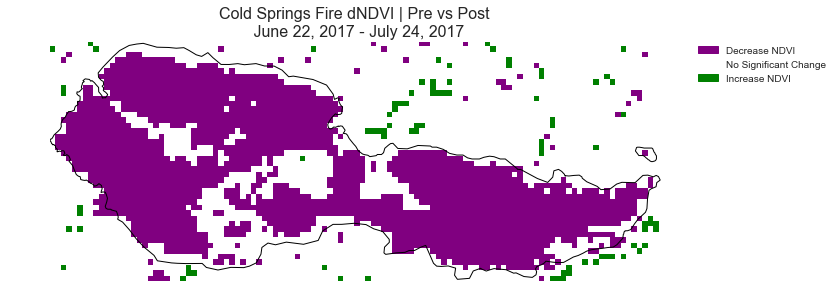 Cold Springs Fire dNDVI | Pre vs Post
June 22, 2017 - July 24, 2017
Decrease NDVI
No Significant Change
Increase NDVI